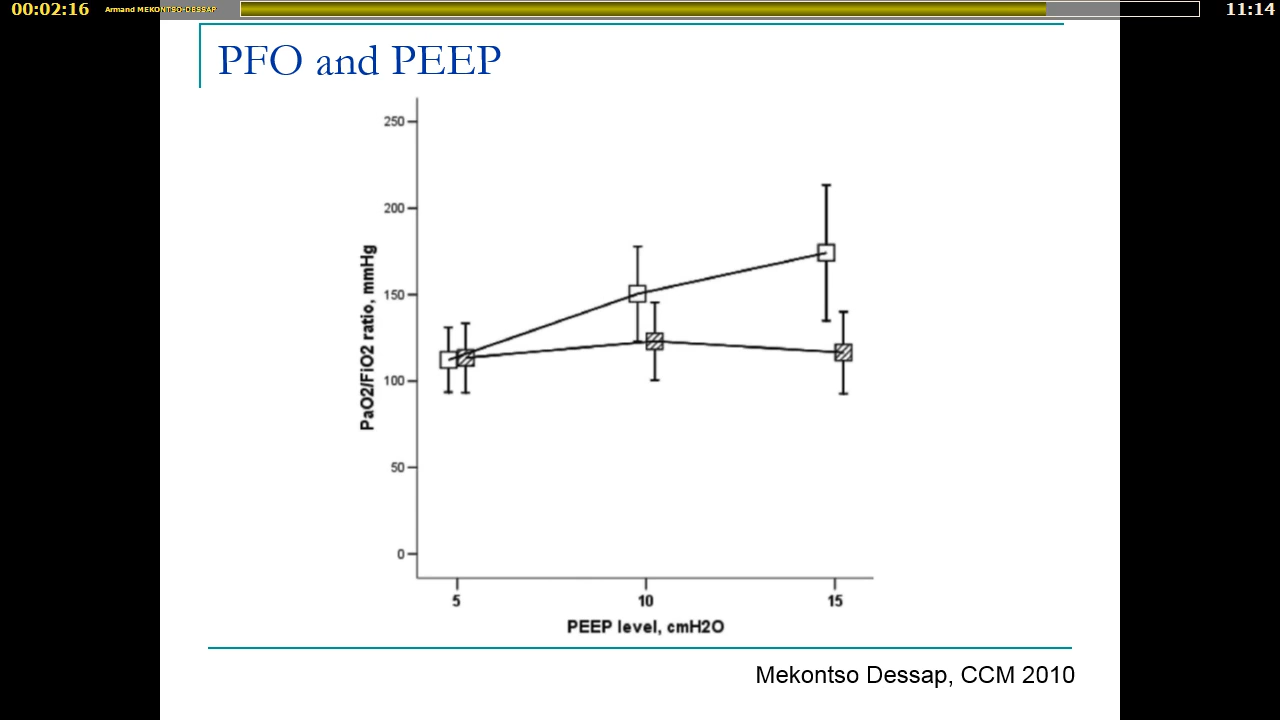 00:02:16 Armand MEKONTSO-DESSAP 11:14
PFO and PEEP
250
200
150
100
50
0
PaO2/FiO2 ratio, mmHg
5 10 15
PEEP level, cmH2O
Mekontso Dessap, CCM 2010